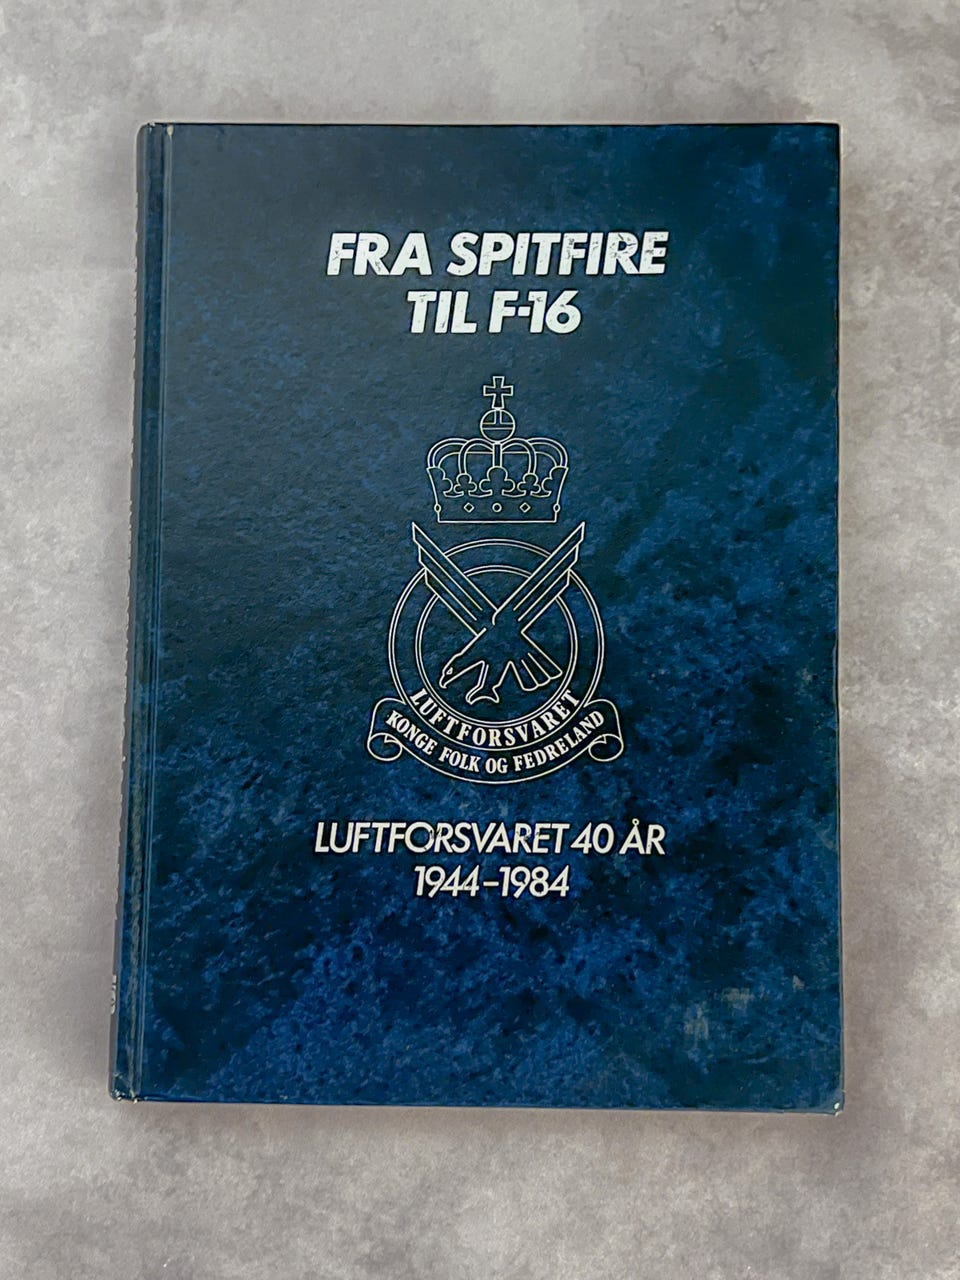 FRA SPITFIRE
TIL F-16
LUFTFORSVARET
KONGE FOLK OG FEDRELAND
LUFTFORSVARET 40 ÅR
1944-1984